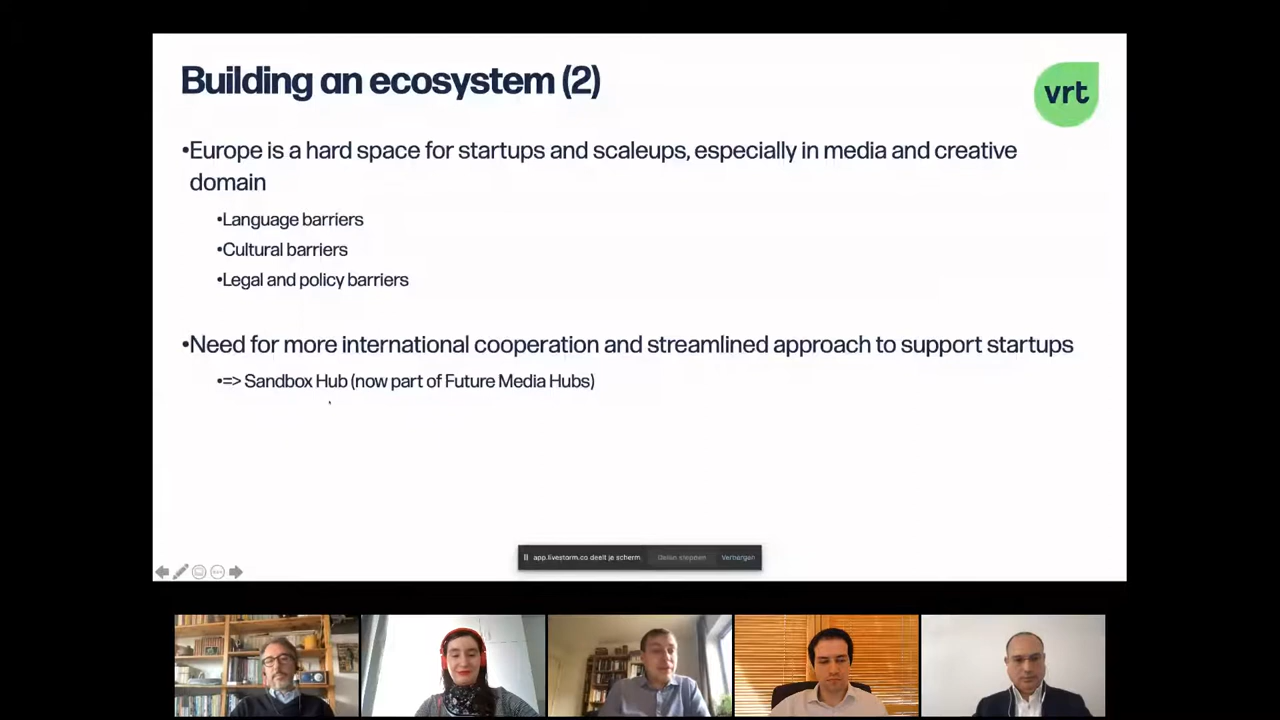 Building an ecosystem (2)
vrt
•Europe is a hard space for startups and scaleups, especially in media and creative
domain
•Language barriers
•Cultural barriers
•Legal and policy barriers
•Need for more international cooperation and streamlined approach to support startups
•=> Sandbox Hub (now part of Future Media Hubs)
app.livestorm.co deelt je scherm.
Delen stoppen
Verbergen